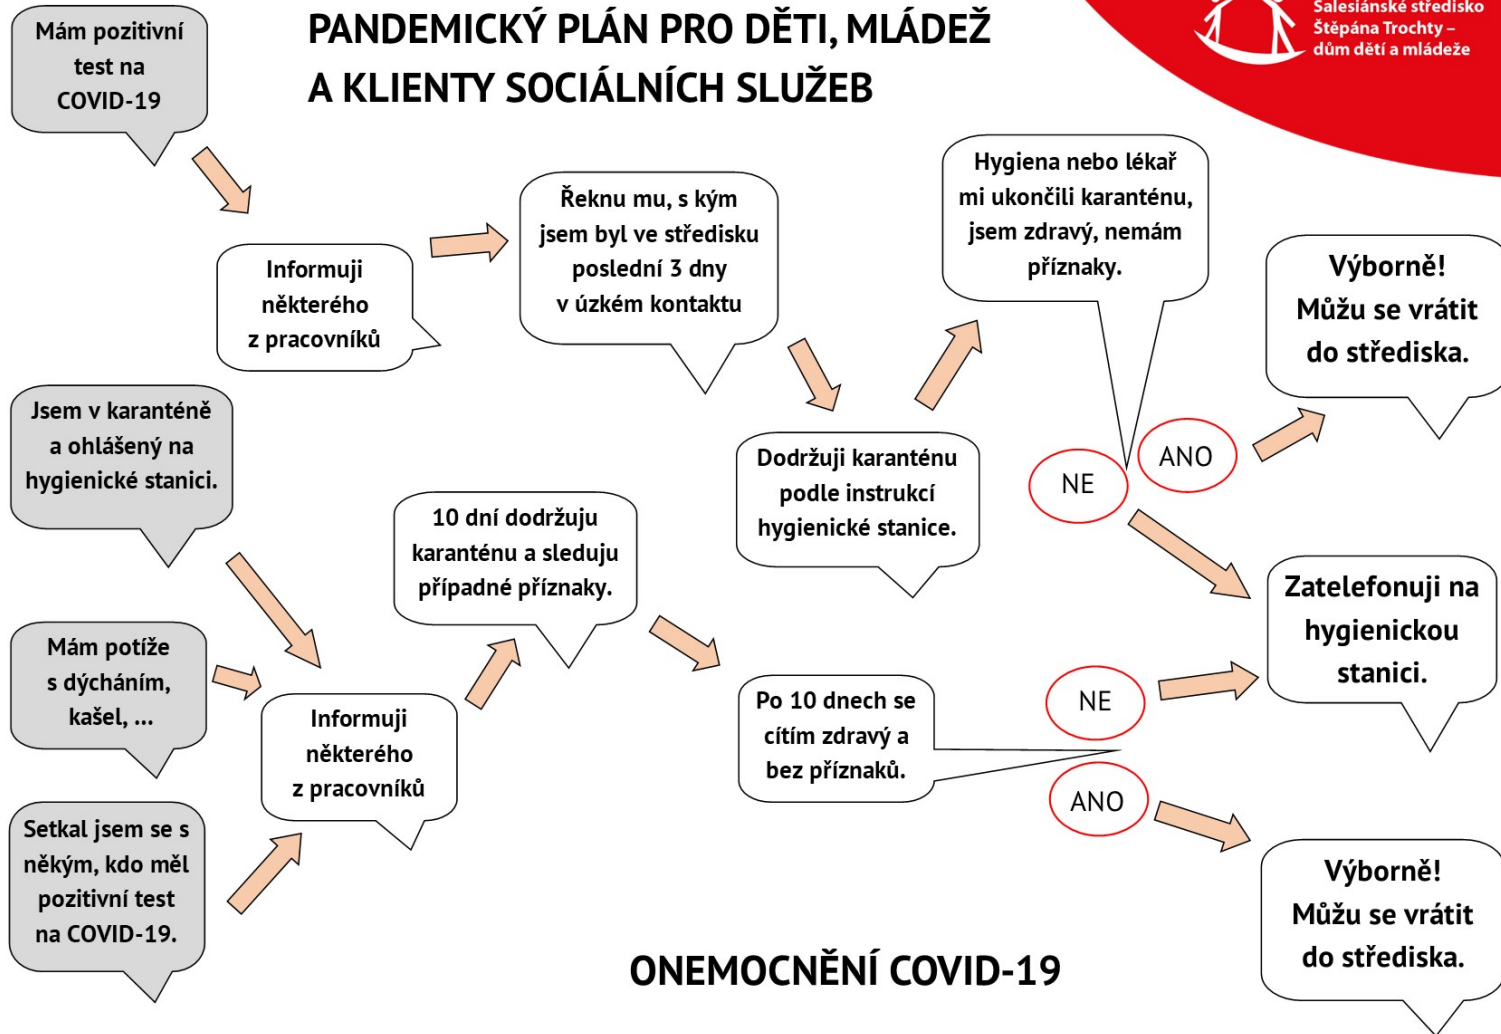 PANDEMICKÝ PLÁN PRO DĚTI, MLÁDEŽ
A KLIENTY SOCIÁLNÍCH SLUŽEB
Salesiánské středisko
Štěpána Trochty –
dům dětí a mládeže
Mám pozitivní
test na
COVID-19
Informuji
některého
z pracovníků
Řeknu mu, s kým
jsem byl ve středisku
poslední 3 dny
v úzkém kontaktu
Dodržuji karanténu
podle instrukcí
hygienické stanice.
Hygiena nebo lékař
mi ukončili karanténu,
jsem zdravý, nemám
příznaky.
NE
ANO
Výborně!
Můžu se vrátit
do střediska.
Zatelefonuji na
hygienickou
stanici.
Jsem v karanténě
a ohlášený na
hygienické stanici.
Mám potíže
s dýcháním,
kašel, ...
Setkal jsem se s
někým, kdo měl
pozitivní test
na COVID-19.
Informuji
některého
z pracovníků
10 dní dodržuju
karanténu a sleduju
případné příznaky.
Po 10 dnech se
cítím zdravý a
bez příznaků.
NE
ANO
Výborně!
Můžu se vrátit
do střediska.
ONEMOCNĚNÍ COVID-19